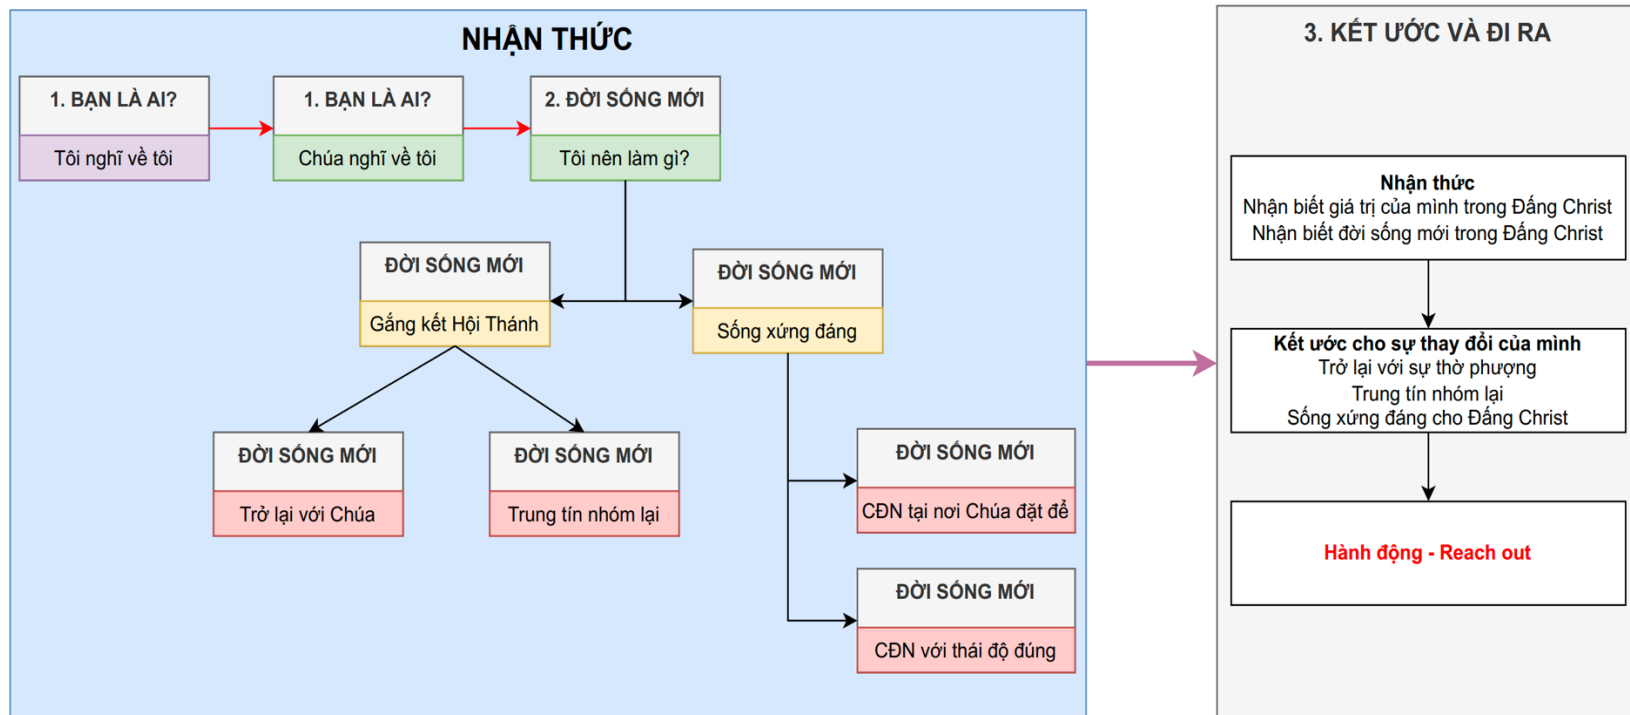 NHẬN THỨC
1. BẠN LÀ AI?
Tôi nghĩ về tôi
1. BẠN LÀ AI?
Chúa nghĩ về tôi
2. ĐỜI SỐNG MỚI
Tôi nên làm gì?
ĐỜI SỐNG MỚI
Gắng kết Hội Thánh
ĐỜI SỐNG MỚI
Sống xứng đáng
ĐỜI SỐNG MỚI
Trở lại với Chúa
ĐỜI SỐNG MỚI
Trung tín nhóm lại
ĐỜI SỐNG MỚI
CĐN tại nơi Chúa đặt để
ĐỜI SỐNG MỚI
CĐN với thái độ đúng
3. KẾT ƯỚC VÀ ĐI RA
Nhận thức
Nhận biết giá trị của mình trong Đấng Christ
Nhận biết đời sống mới trong Đấng Christ
Kết ước cho sự thay đổi của mình
Trở lại với sự thờ phượng
Trung tín nhóm lại
Sống xứng đáng cho Đấng Christ
Hành động - Reach out